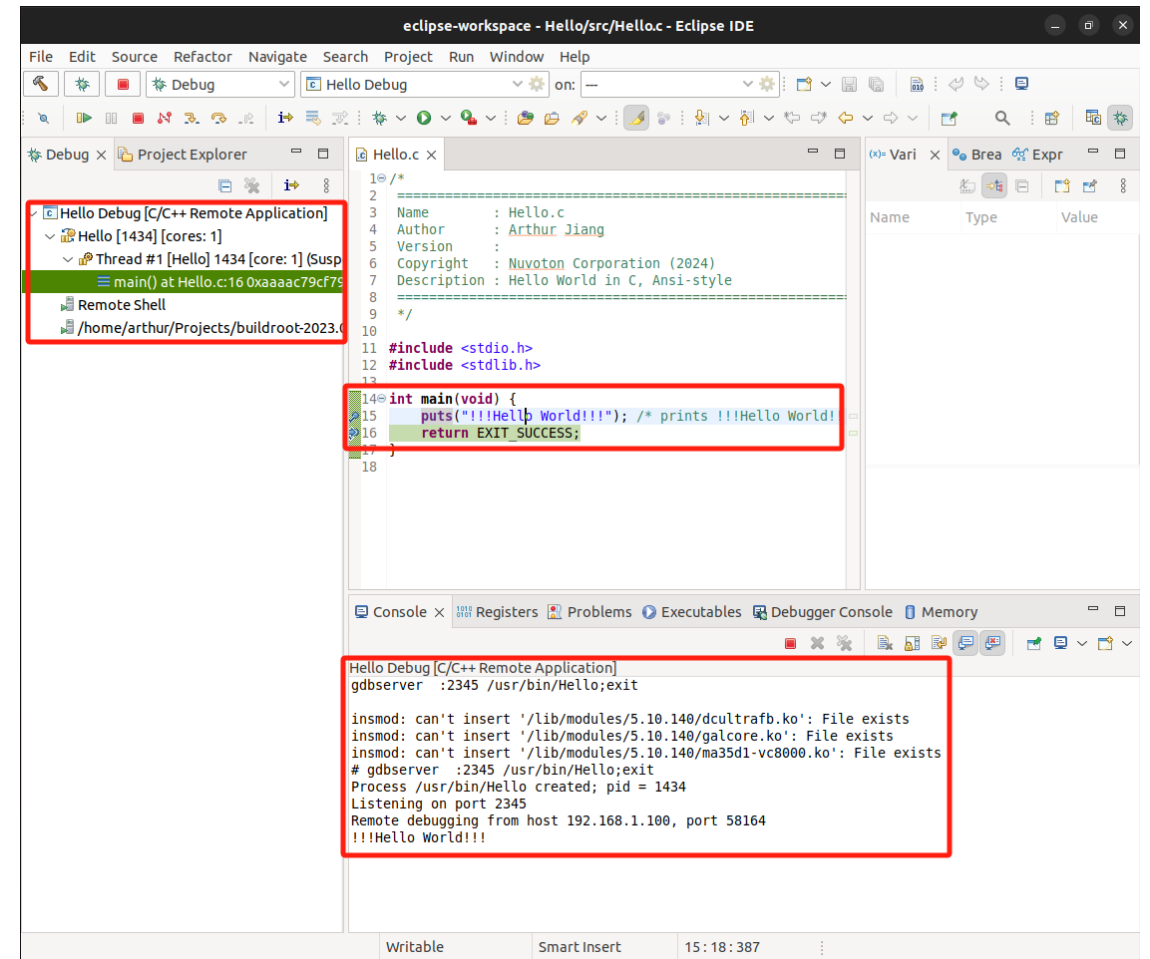 eclipse-workspace - Hello/src/Hello.c - Eclipse IDE
File Edit Source Refactor Navigate Search Project Run Window Help
Debug
Hello Debug
on: ---
Debug
Project Explorer
Hello Debug [C/C++ Remote Application]
Hello [1434] [cores: 1]
Thread #1 [Hello] 1434 [core: 1] (Susp
main() at Hello.c:16 0xaaaac79cf79
Remote Shell
/home/arthur/Projects/buildroot-2023.0
Hello.c
1 /*
2 ========================================================
3 Name : Hello.c
4 Author : Arthur Jiang
5 Version :
6 Copyright : Nuvoton Corporation (2024)
7 Description : Hello World in C, Ansi-style
8 ========================================================
9 */
10
11 #include <stdio.h>
12 #include <stdlib.h>
13
14 int main(void) {
15 puts("!!!Hello World!!!"); /* prints !!!Hello World!
16 return EXIT_SUCCESS;
17 }
18
(x)= Vari
Brea
Expr
Name Type Value
Console
Registers
Problems
Executables
Debugger Console
Memory
Hello Debug [C/C++ Remote Application]
gdbserver :2345 /usr/bin/Hello;exit
insmod: can't insert '/lib/modules/5.10.140/dcultrafb.ko': File exists
insmod: can't insert '/lib/modules/5.10.140/galcore.ko': File exists
insmod: can't insert '/lib/modules/5.10.140/ma35d1-vc8000.ko': File exists
# gdbserver :2345 /usr/bin/Hello;exit
Process /usr/bin/Hello created; pid = 1434
Listening on port 2345
Remote debugging from host 192.168.1.100, port 58164
!!!Hello World!!!
Writable
Smart Insert
15 : 18 : 387